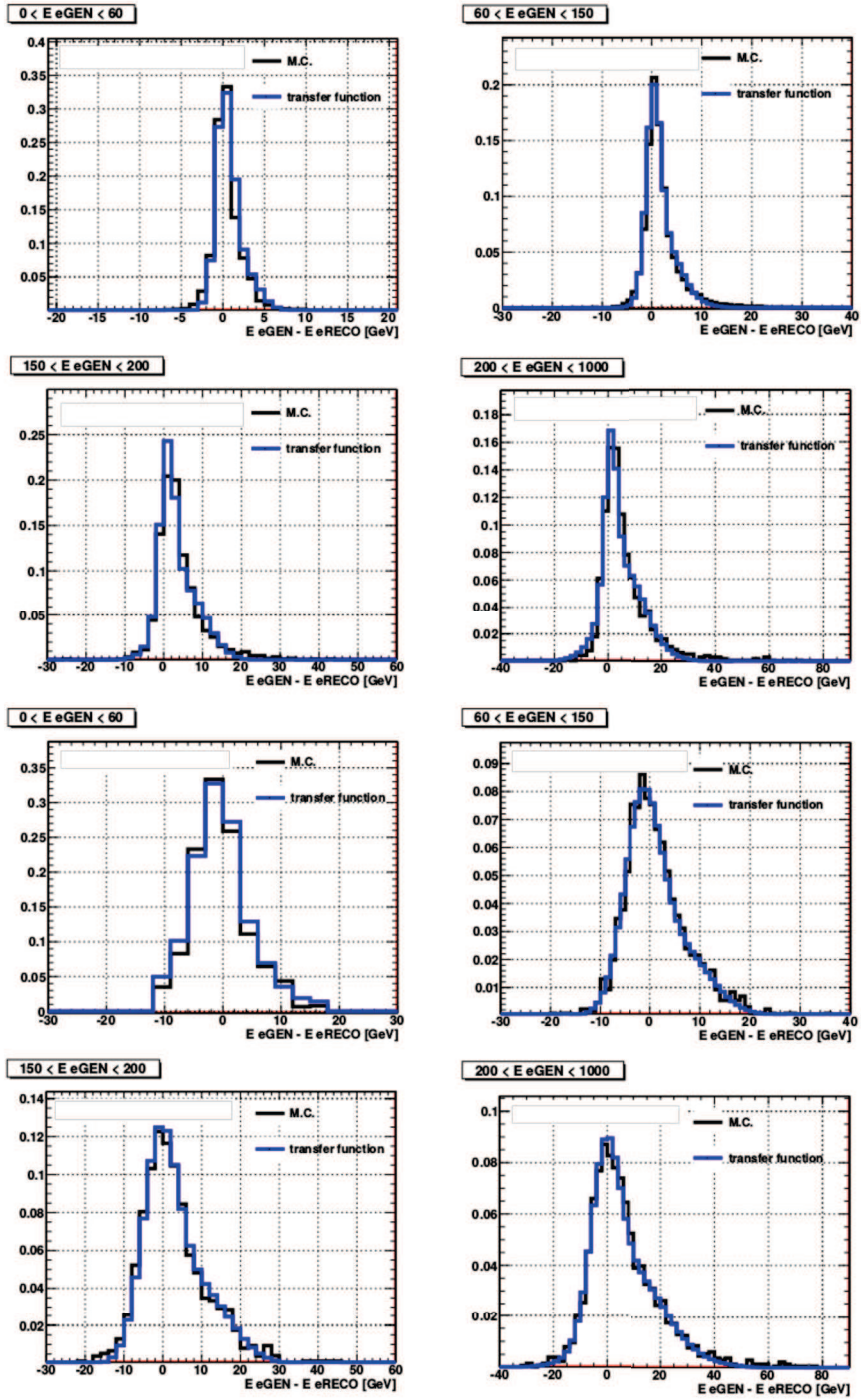 0 < E eGEN < 60
0.4
0.35
0.3
0.25
0.2
0.15
0.1
0.05
M.C.
transfer function
-20 -15 -10 -5 0 5 10 15 20
E eGEN - E eRECO [GeV]
60 < E eGEN < 150
0.2
0.15
0.1
0.05
0
M.C.
transfer function
-30 -20 -10 0 10 20 30 40
E eGEN - E eRECO [GeV]
150 < E eGEN < 200
0.25
0.2
0.15
0.1
0.05
M.C.
transfer function
-30 -20 -10 0 10 20 30 40 50 60
E eGEN - E eRECO [GeV]
200 < E eGEN < 1000
0.18
0.16
0.14
0.12
0.1
0.08
0.06
0.04
0.02
M.C.
transfer function
-40 -20 0 20 40 60 80
E eGEN - E eRECO [GeV]
0 < E eGEN < 60
0.35
0.3
0.25
0.2
0.15
0.1
0.05
0
M.C.
transfer function
-30 -20 -10 0 10 20 30
E eGEN - E eRECO [GeV]
60 < E eGEN < 150
0.09
0.08
0.07
0.06
0.05
0.04
0.03
0.02
0.01
M.C.
transfer function
-30 -20 -10 0 10 20 30 40
E eGEN - E eRECO [GeV]
150 < E eGEN < 200
0.14
0.12
0.1
0.08
0.06
0.04
0.02
M.C.
transfer function
-30 -20 -10 0 10 20 30 40 50 60
E eGEN - E eRECO [GeV]
200 < E eGEN < 1000
0.1
0.08
0.06
0.04
0.02
0
M.C.
transfer function
-40 -20 0 20 40 60 80
E eGEN - E eRECO [GeV]